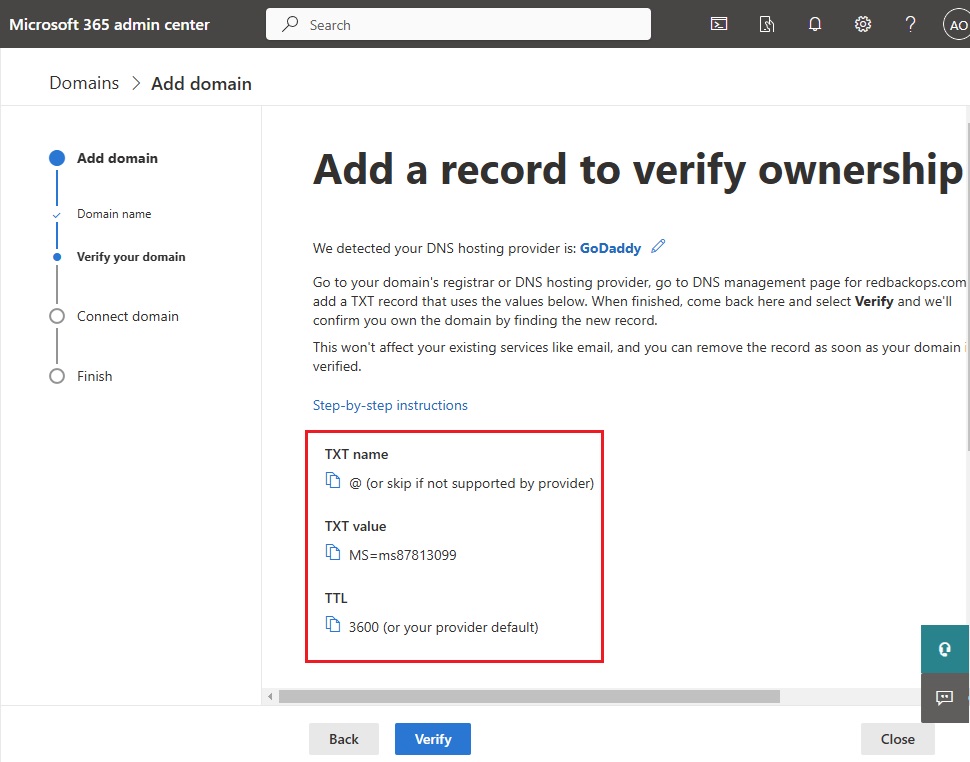 Microsoft 365 admin center
Search
AO
Domains > Add domain
Add domain
Domain name
Verify your domain
Connect domain
Finish
Add a record to verify ownership
We detected your DNS hosting provider is: GoDaddy
Go to your domain's registrar or DNS hosting provider, go to DNS management page for redbackops.com
add a TXT record that uses the values below. When finished, come back here and select Verify and we'll
confirm you own the domain by finding the new record.
This won't affect your existing services like email, and you can remove the record as soon as your domain
verified.
Step-by-step instructions
TXT name
@ (or skip if not supported by provider)
TXT value
MS=ms87813099
TTL
3600 (or your provider default)
Back
Verify
Close